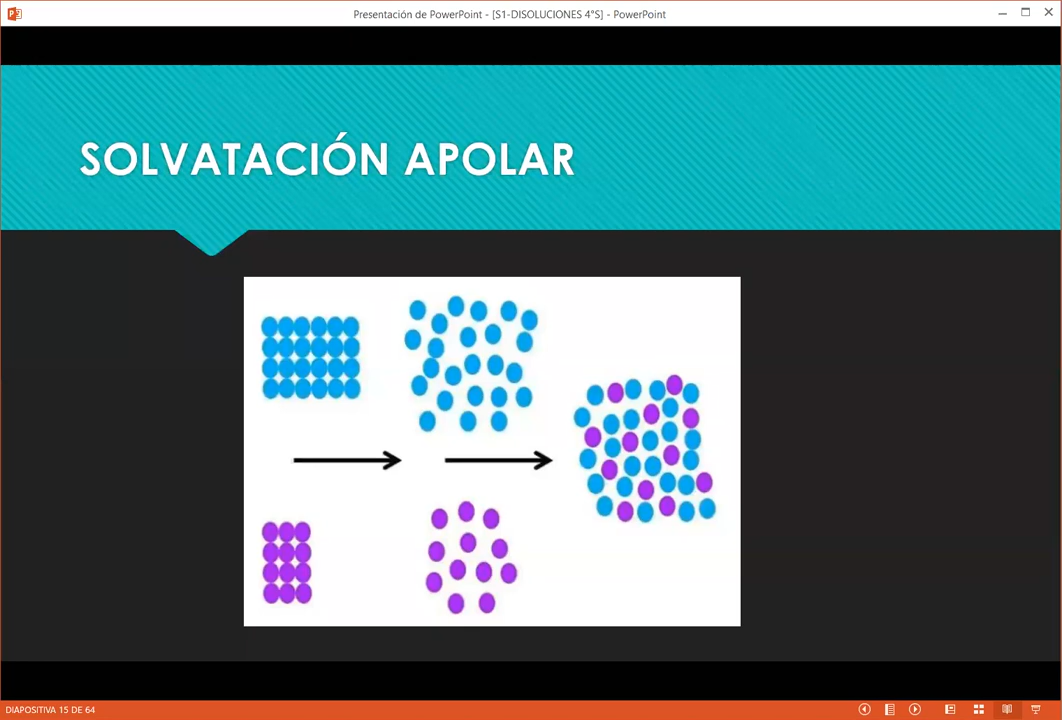 Presentación de PowerPoint - [S1-DISOLUCIONES 4°S] - PowerPoint
SOLVATACIÓN APOLAR
DIAPOSITIVA 15 DE 64